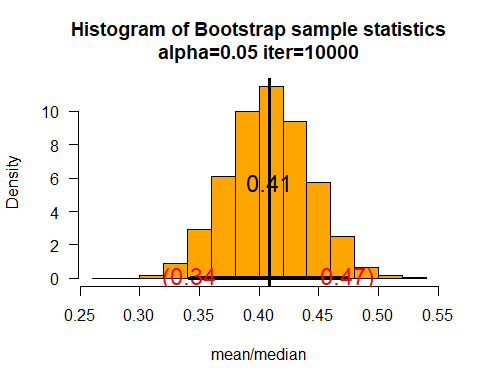 Histogram of Bootstrap sample statistics
alpha=0.05 iter=10000
Density
10
8
6
4
2
0
0.41
(0.34
0.47)
0.25 0.30 0.35 0.40 0.45 0.50 0.55
mean/median